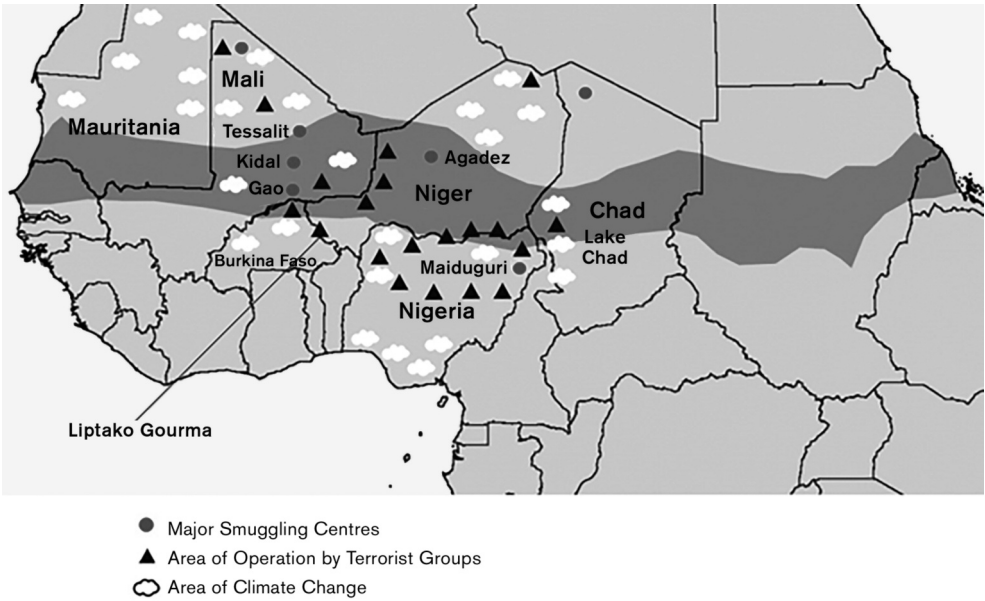 Mali
Mauritania
Tessalit
Kidal
Agadez
Gao
Niger
Chad
Lake
Chad
Burkina Faso
Maiduguri
Nigeria
Liptako Gourma
Major Smuggling Centres
Area of Operation by Terrorist Groups
Area of Climate Change